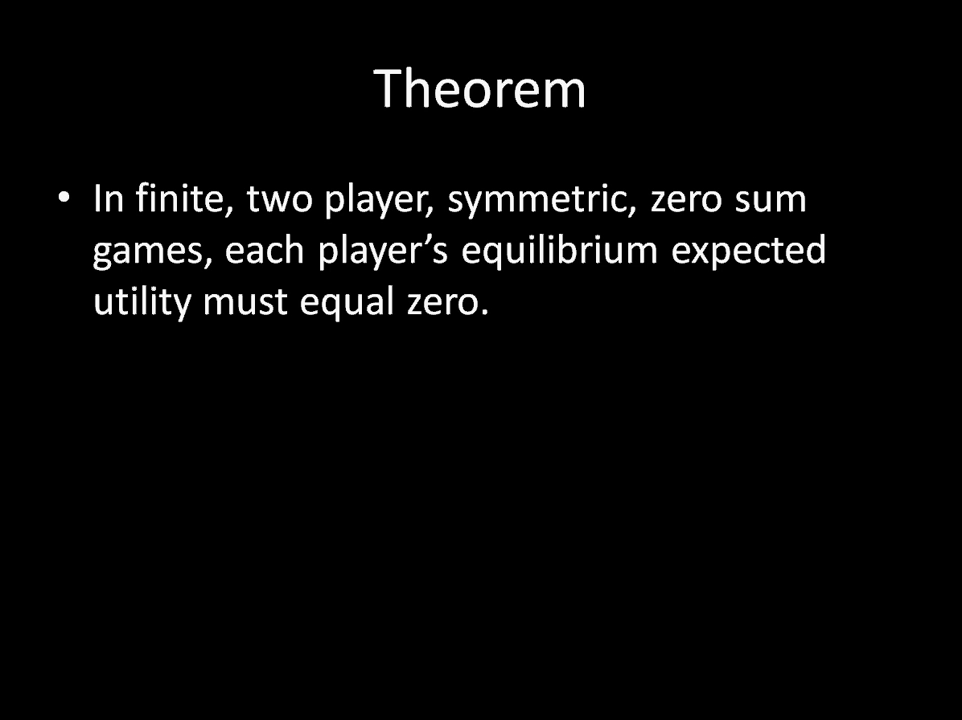 Theorem
• In finite, two player, symmetric, zero sum
games, each player’s equilibrium expected
utility must equal zero.